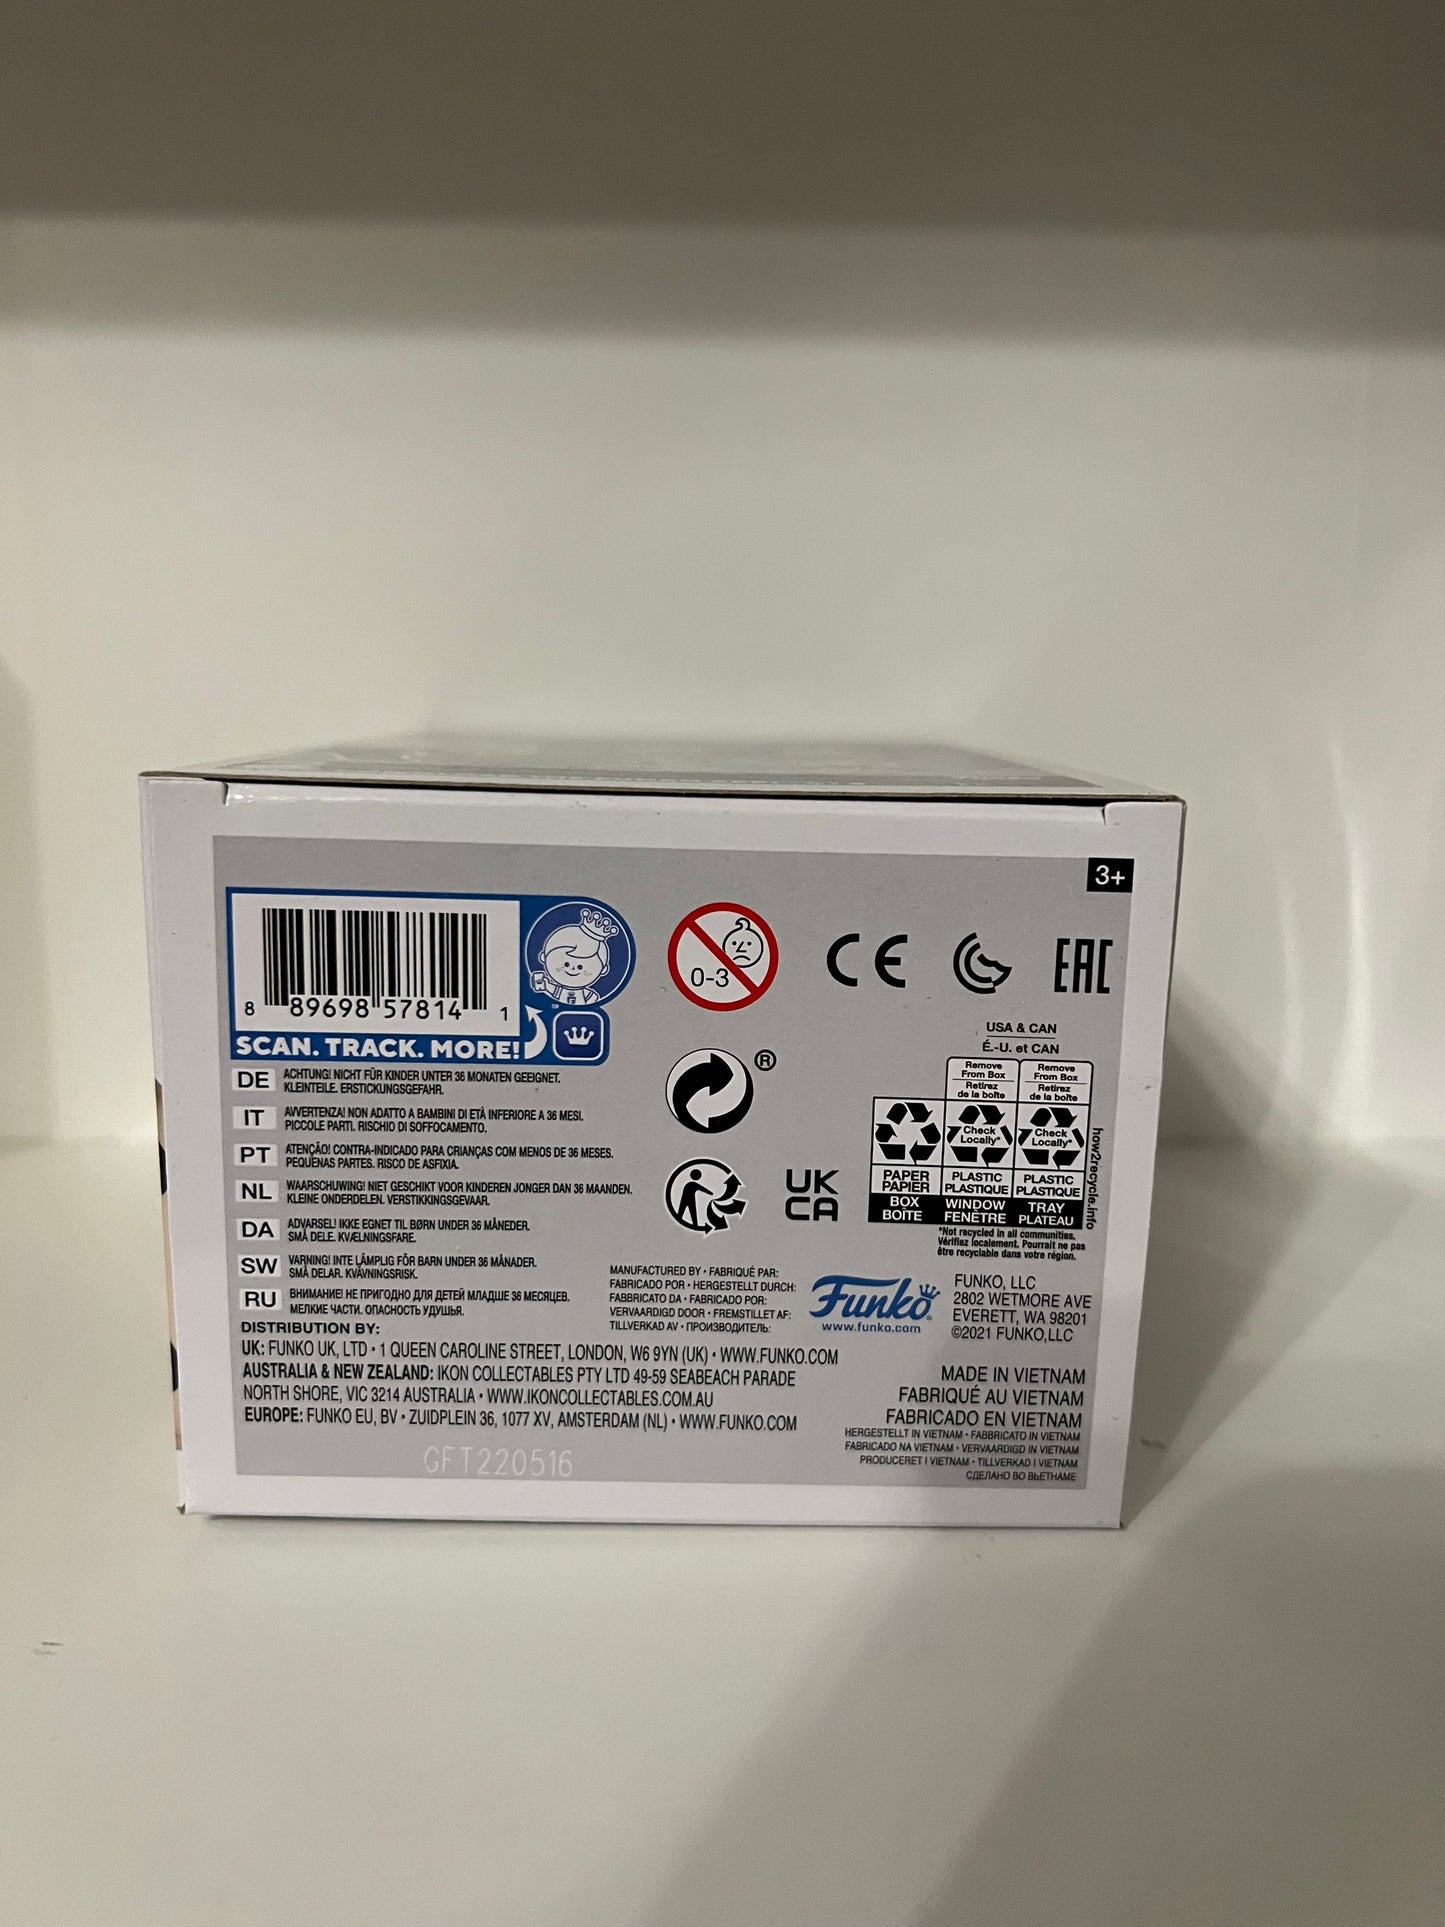 3+
8 89698 57814 1
SCAN. TRACK. MORE!
™
0-3
CE
EAC
®
USA & CAN
É.-U. et CAN
Remove From Box
Retirez de la boîte
Remove From Box
Retirez de la boîte
Check Locally*
Check Locally*
PAPER
PAPIER
PLASTIC
PLASTIQUE
PLASTIC
PLASTIQUE
BOX
BOÎTE
WINDOW
FENÊTRE
TRAY
PLATEAU
how2recycle.info
*Not recycled in all communities.
Vérifiez localement. Pourrait ne pas
être recyclable dans votre région.
UK
CA
DE ACHTUNG! NICHT FÜR KINDER UNTER 36 MONATEN GEEIGNET.
KLEINTEILE. ERSTICKUNGSGEFAHR.
IT AVVERTENZA! NON ADATTO A BAMBINI DI ETÀ INFERIORE A 36 MESI.
PICCOLE PARTI. RISCHIO DI SOFFOCAMENTO.
PT ATENÇÃO! CONTRA-INDICADO PARA CRIANÇAS COM MENOS DE 36 MESES.
PEQUENAS PARTES. RISCO DE ASFIXIA.
NL WAARSCHUWING! NIET GESCHIKT VOOR KINDEREN JONGER DAN 36 MAANDEN.
KLEINE ONDERDELEN. VERSTIKKINGSGEVAAR.
DA ADVARSEL! IKKE EGNET TIL BØRN UNDER 36 MÅNEDER.
SMÅ DELE. KVÆLNINGSFARE.
SW VARNING! INTE LÄMPLIG FÖR BARN UNDER 36 MÅNADER.
SMÅ DELAR. KVÄVNINGSRISK.
RU ВНИМАНИЕ! НЕ ПРИГОДНО ДЛЯ ДЕТЕЙ МЛАДШЕ 36 МЕСЯЦЕВ.
МЕЛКИЕ ЧАСТИ. ОПАСНОСТЬ УДУШЬЯ.
MANUFACTURED BY • FABRIQUÉ PAR:
FABRICADO POR • HERGESTELLT DURCH:
FABBRICATO DA • FABRICADO POR:
VERVAARDIGD DOOR • FREMSTILLET AF:
TILLVERKAD AV • ПРОИЗВОДИТЕЛЬ:
Funko
www.funko.com
FUNKO, LLC
2802 WETMORE AVE
EVERETT, WA 98201
©2021 FUNKO,LLC
DISTRIBUTION BY:
UK: FUNKO UK, LTD • 1 QUEEN CAROLINE STREET, LONDON, W6 9YN (UK) • WWW.FUNKO.COM
AUSTRALIA & NEW ZEALAND: IKON COLLECTABLES PTY LTD 49-59 SEABEACH PARADE
NORTH SHORE, VIC 3214 AUSTRALIA • WWW.IKONCOLLECTABLES.COM.AU
EUROPE: FUNKO EU, BV • ZUIDPLEIN 36, 1077 XV, AMSTERDAM (NL) • WWW.FUNKO.COM
MADE IN VIETNAM
FABRIQUÉ AU VIETNAM
FABRICADO EN VIETNAM
HERGESTELLT IN VIETNAM • FABBRICATO IN VIETNAM
FABRICADO NA VIETNAM • VERVAARDIGD IN VIETNAM
PRODUCERET I VIETNAM • TILLVERKAD I VIETNAM
СДЕЛАНО ВО ВЬЕТНАМЕ
GFT220516